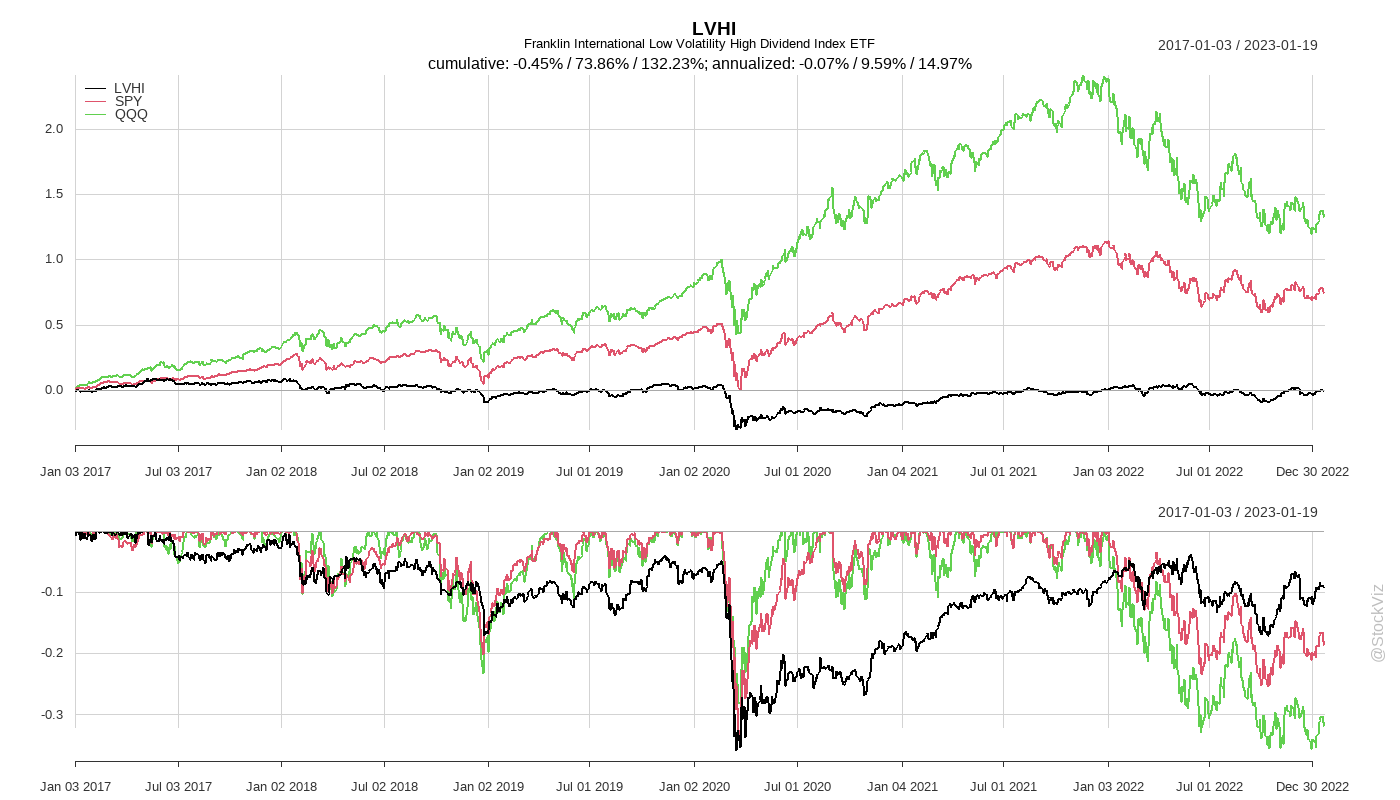 LVHI
Franklin International Low Volatility High Dividend Index ETF
2017-01-03 / 2023-01-19
cumulative: -0.45% / 73.86% / 132.23%; annualized: -0.07% / 9.59% / 14.97%
LVHI
SPY
QQQ
2.0
1.5
1.0
0.5
0.0
Jan 03 2017 Jul 03 2017 Jan 02 2018 Jul 02 2018 Jan 02 2019 Jul 01 2019 Jan 02 2020 Jul 01 2020 Jan 04 2021 Jul 01 2021 Jan 03 2022 Jul 01 2022 Dec 30 2022
2017-01-03 / 2023-01-19
-0.1
-0.2
-0.3
Jan 03 2017 Jul 03 2017 Jan 02 2018 Jul 02 2018 Jan 02 2019 Jul 01 2019 Jan 02 2020 Jul 01 2020 Jan 04 2021 Jul 01 2021 Jan 03 2022 Jul 01 2022 Dec 30 2022
@StockViz